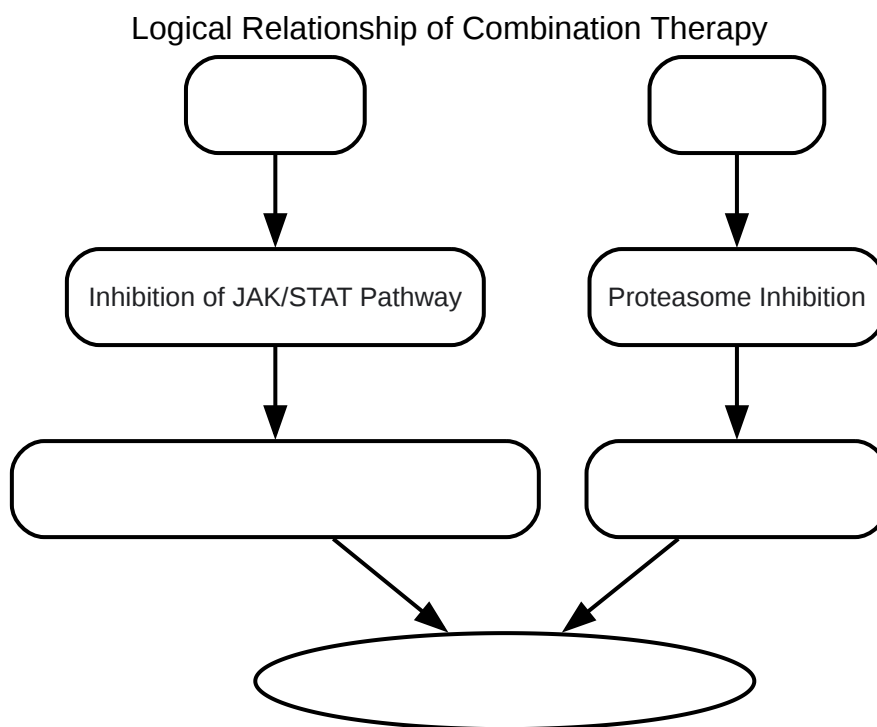 Logical Relationship of Combination Therapy
Inhibition of JAK/STAT Pathway
Proteasome Inhibition